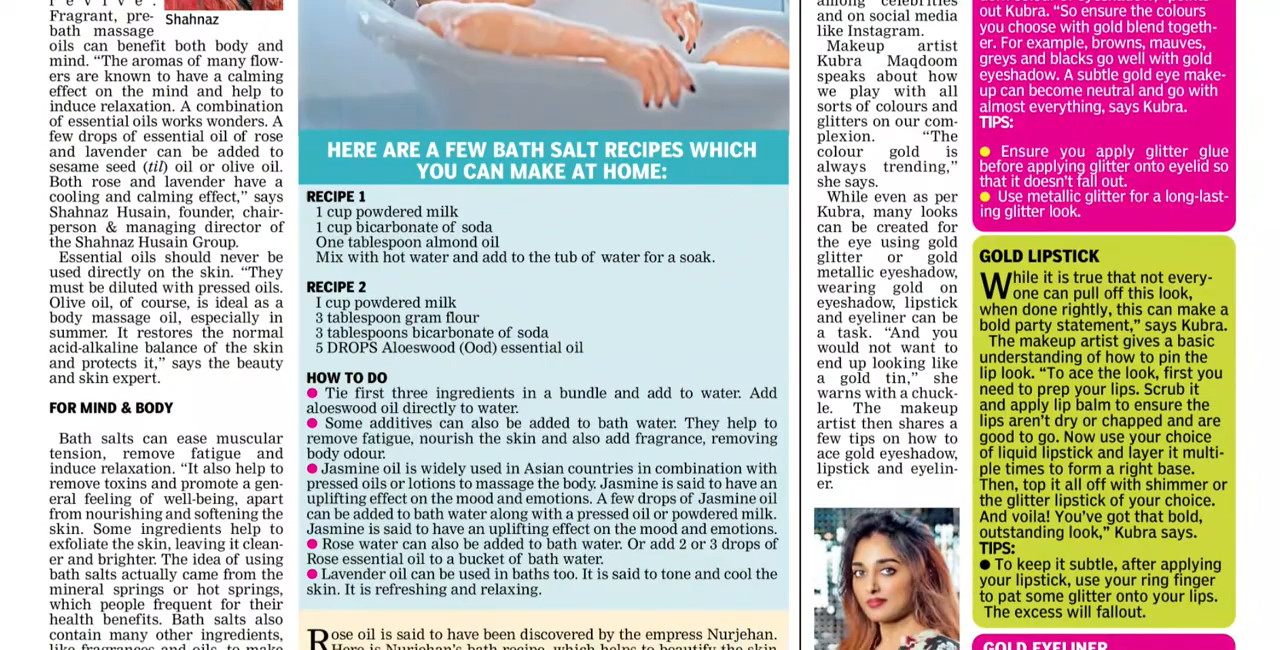 revive.
Shahnaz
Fragrant, pre-
bath massage
oils can benefit both body and
mind. “The aromas of many flow-
ers are known to have a calming
effect on the mind and help to
induce relaxation. A combination
of essential oils works wonders. A
few drops of essential oil of rose
and lavender can be added to
sesame seed (til) oil or olive oil.
Both rose and lavender have a
cooling and calming effect,” says
Shahnaz Husain, founder, chair-
person & managing director of
the Shahnaz Husain Group.
Essential oils should never be
used directly on the skin. “They
must be diluted with pressed oils.
Olive oil, of course, is ideal as a
body massage oil, especially in
summer. It restores the normal
acid-alkaline balance of the skin
and protects it,” says the beauty
and skin expert.
FOR MIND & BODY
Bath salts can ease muscular
tension, remove fatigue and
induce relaxation. “It also help to
remove toxins and promote a gen-
eral feeling of well-being, apart
from nourishing and softening the
skin. Some ingredients help to
exfoliate the skin, leaving it clean-
er and brighter. The idea of using
bath salts actually came from the
mineral springs or hot springs,
which people frequent for their
health benefits. Bath salts also
contain many other ingredients,
like fragrances and oils, to make
HERE ARE A FEW BATH SALT RECIPES WHICH
YOU CAN MAKE AT HOME:
RECIPE 1
1 cup powdered milk
1 cup bicarbonate of soda
One tablespoon almond oil
Mix with hot water and add to the tub of water for a soak.
RECIPE 2
I cup powdered milk
3 tablespoon gram flour
3 tablespoons bicarbonate of soda
5 DROPS Aloeswood (Ood) essential oil
HOW TO DO
● Tie first three ingredients in a bundle and add to water. Add
aloeswood oil directly to water.
● Some additives can also be added to bath water. They help to
remove fatigue, nourish the skin and also add fragrance, removing
body odour.
● Jasmine oil is widely used in Asian countries in combination with
pressed oils or lotions to massage the body. Jasmine is said to have an
uplifting effect on the mood and emotions. A few drops of Jasmine oil
can be added to bath water along with a pressed oil or powdered milk.
Jasmine is said to have an uplifting effect on the mood and emotions.
● Rose water can also be added to bath water. Or add 2 or 3 drops of
Rose essential oil to a bucket of bath water.
● Lavender oil can be used in baths too. It is said to tone and cool the
skin. It is refreshing and relaxing.
Rose oil is said to have been discovered by the empress Nurjehan.
Here is Nurjehan's bath recipe, which helps to beautify the skin
among celebrities
and on social media
like Instagram.
Makeup artist
Kubra Maqdoom
speaks about how
we play with all
sorts of colours and
glitters on our com-
plexion. “The
colour gold is
always trending,”
she says.
While even as per
Kubra, many looks
can be created for
the eye using gold
glitter or gold
metallic eyeshadow,
wearing gold on
eyeshadow, lipstick
and eyeliner can be
a task. “And you
would not want to
end up looking like
a gold tin,” she
warns with a chuck-
le. The makeup
artist then shares a
few tips on how to
ace gold eyeshadow,
lipstick and eyelin-
er.
out Kubra. “So ensure the colours
you choose with gold blend togeth-
er. For example, browns, mauves,
greys and blacks go well with gold
eyeshadow. A subtle gold eye make-
up can become neutral and go with
almost everything, says Kubra.
TIPS:
● Ensure you apply glitter glue
before applying glitter onto eyelid so
that it doesn't fall out.
● Use metallic glitter for a long-last-
ing glitter look.
GOLD LIPSTICK
While it is true that not every-
one can pull off this look,
when done rightly, this can make a
bold party statement,” says Kubra.
The makeup artist gives a basic
understanding of how to pin the
lip look. “To ace the look, first you
need to prep your lips. Scrub it
and apply lip balm to ensure the
lips aren't dry or chapped and are
good to go. Now use your choice
of liquid lipstick and layer it multi-
ple times to form a right base.
Then, top it all off with shimmer or
the glitter lipstick of your choice.
And voila! You've got that bold,
outstanding look,” Kubra says.
TIPS:
● To keep it subtle, after applying
your lipstick, use your ring finger
to pat some glitter onto your lips.
The excess will fallout.
GOLD EYELINER